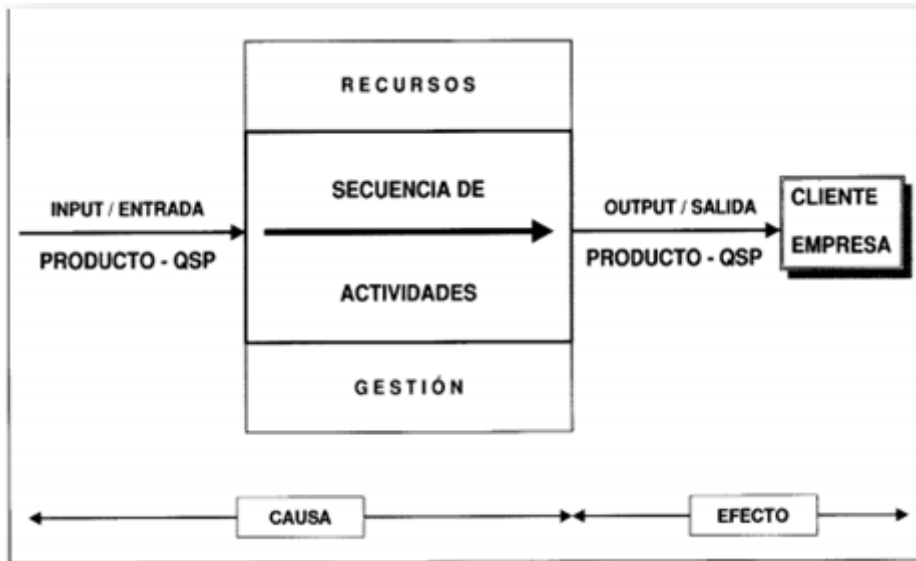 RECURSOS
SECUENCIA DE
ACTIVIDADES
GESTIÓN
INPUT / ENTRADA
PRODUCTO - QSP
OUTPUT / SALIDA
PRODUCTO - QSP
CLIENTE
EMPRESA
CAUSA
EFECTO